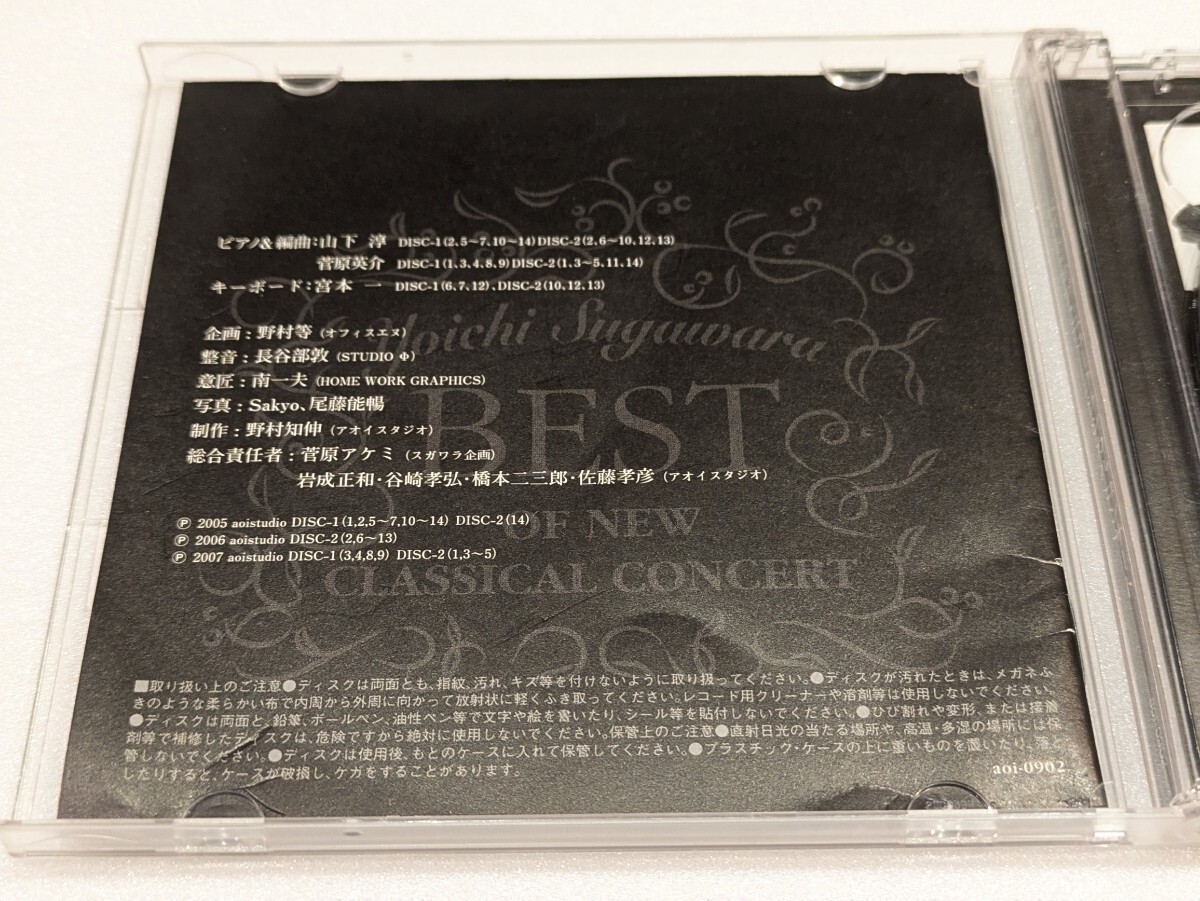 ピアノ&編曲:山下 淳 DISC-1(2,5~7,10~14)DISC-2(2,6~10,12,13)
菅原英介 DISC-1(1,3,4,8,9)DISC-2(1,3~5,11,14)
キーボード:宮本 一 DISC-1(6,7,12)、DISC-2(10,12,13)
企画:野村等(オフィスエヌ)
整音:長谷部敦(STUDIO Φ)
意匠:南一夫(HOME WORK GRAPHICS)
写真:Sakyo、尾藤能暢
制作:野村知伸(アオイスタジオ)
総合責任者:菅原アケミ(スガワラ企画)
岩成正和・谷崎孝弘・橋本二三郎・佐藤孝彦(アオイスタジオ)
Yoichi Sugawara
BEST
OF NEW
CLASSICAL CONCERT
℗ 2005 aoistudio DISC-1(1,2,5~7,10~14) DISC-2(14)
℗ 2006 aoistudio DISC-2(2,6~13)
℗ 2007 aoistudio DISC-1(3,4,8,9) DISC-2(1,3~5)
■取り扱い上のご注意●ディスクは両面とも、指紋、汚れ、キズ等を付けないように取り扱ってください。●ディスクが汚れたときは、メガネふ
きのような柔らかい布で内周から外周に向かって放射状に軽くふき取ってください。レコード用クリーナーや溶剤等は使用しないでください。
●ディスクは両面と、鉛筆、ボールペン、油性ペン等で文字や絵を書いたり、シール等を貼付しないでください。●ひび割れや変形、または接着
剤等で補修したディスクは、危険ですから絶対に使用しないでください。保管上のご注意●直射日光の当たる場所や、高温・多湿の場所には保
管しないでください。●ディスクは使用後、もとのケースに入れて保管してください。●プラスチック・ケースの上に重いものを置いたり、落と
したりすると、ケースが破損し、ケガをすることがあります。
aoi-0902